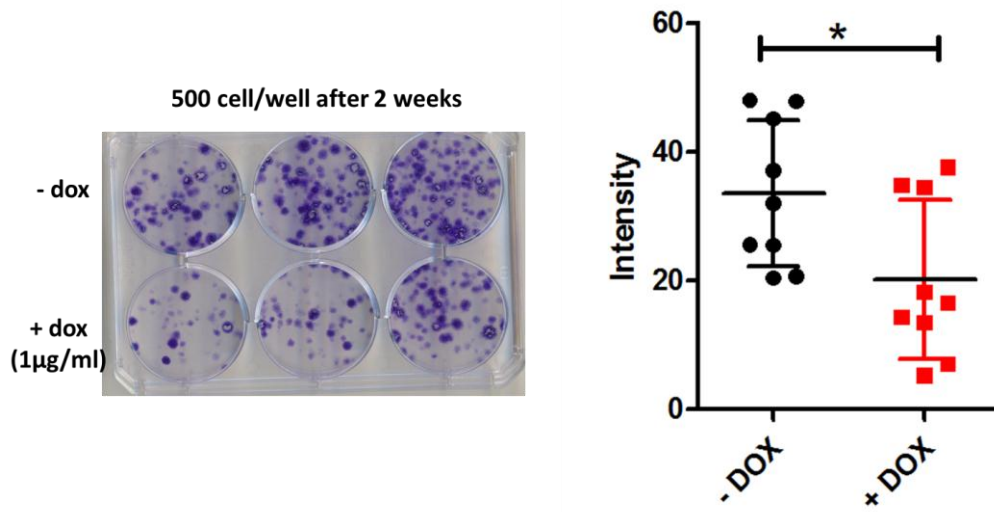 500 cell/well after 2 weeks
- dox
+ dox
(1µg/ml)
60
40
20
0
Intensity
*
- DOX
+ DOX